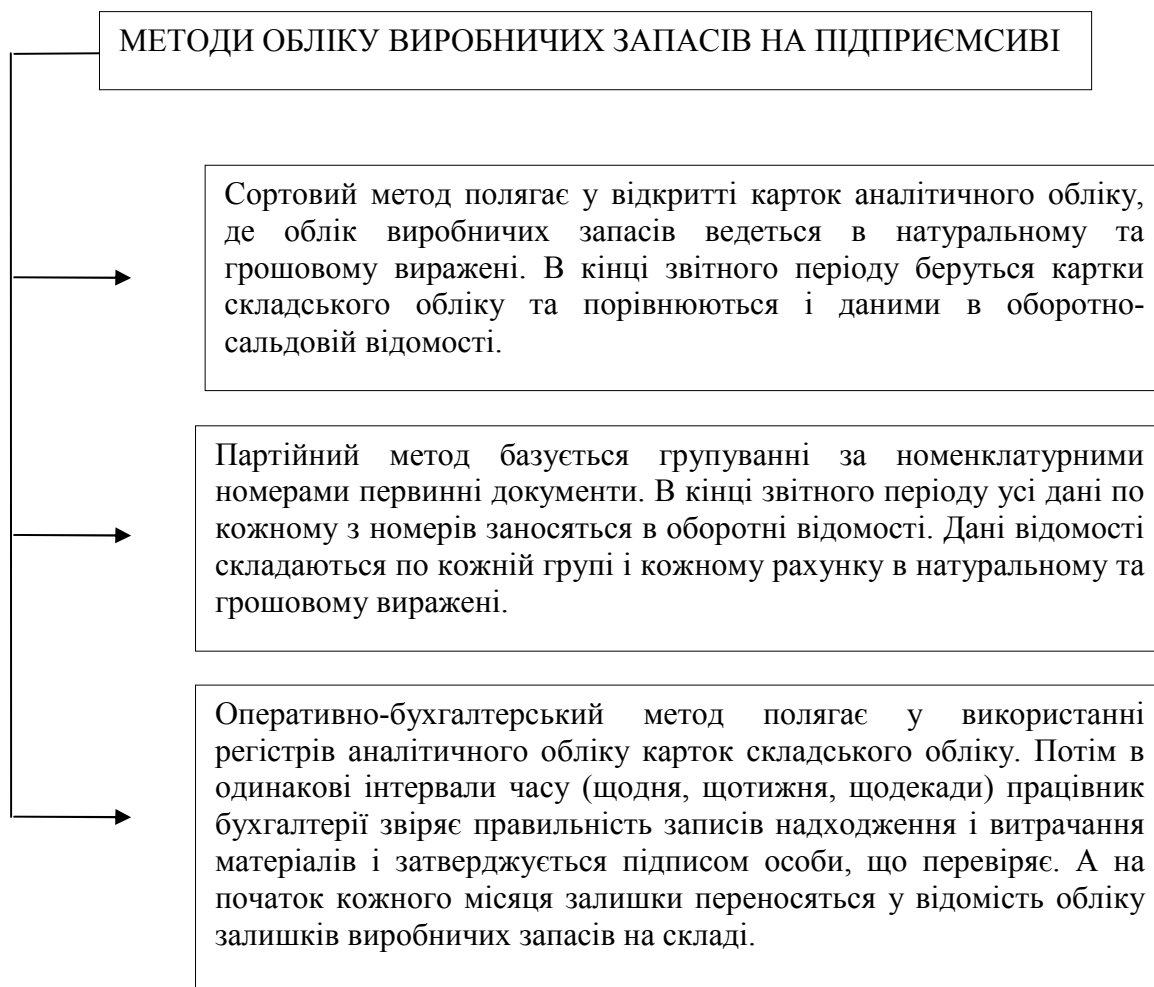 МЕТОДИ ОБЛІКУ ВИРОБНИЧИХ ЗАПАСІВ НА ПІДПРИЄМСИВІ
Сортовий метод полягає у відкритті карток аналітичного обліку,
де облік виробничих запасів ведеться в натуральному та
грошовому виражені. В кінці звітного періоду беруться картки
складського обліку та порівнюються і даними в оборотно-
сальдовій відомості.
Партійний метод базується групуванні за номенклатурними
номерами первинні документи. В кінці звітного періоду усі дані по
кожному з номерів заносяться в оборотні відомості. Дані відомості
складаються по кожній групі і кожному рахунку в натуральному та
грошовому виражені.
Оперативно-бухгалтерський метод полягає у використанні
регістрів аналітичного обліку карток складського обліку. Потім в
одинакові інтервали часу (щодня, щотижня, щодекади) працівник
бухгалтерії звіряє правильність записів надходження і витрачання
матеріалів і затверджується підписом особи, що перевіряє. А на
початок кожного місяця залишки переносяться у відомість обліку
залишків виробничих запасів на складі.